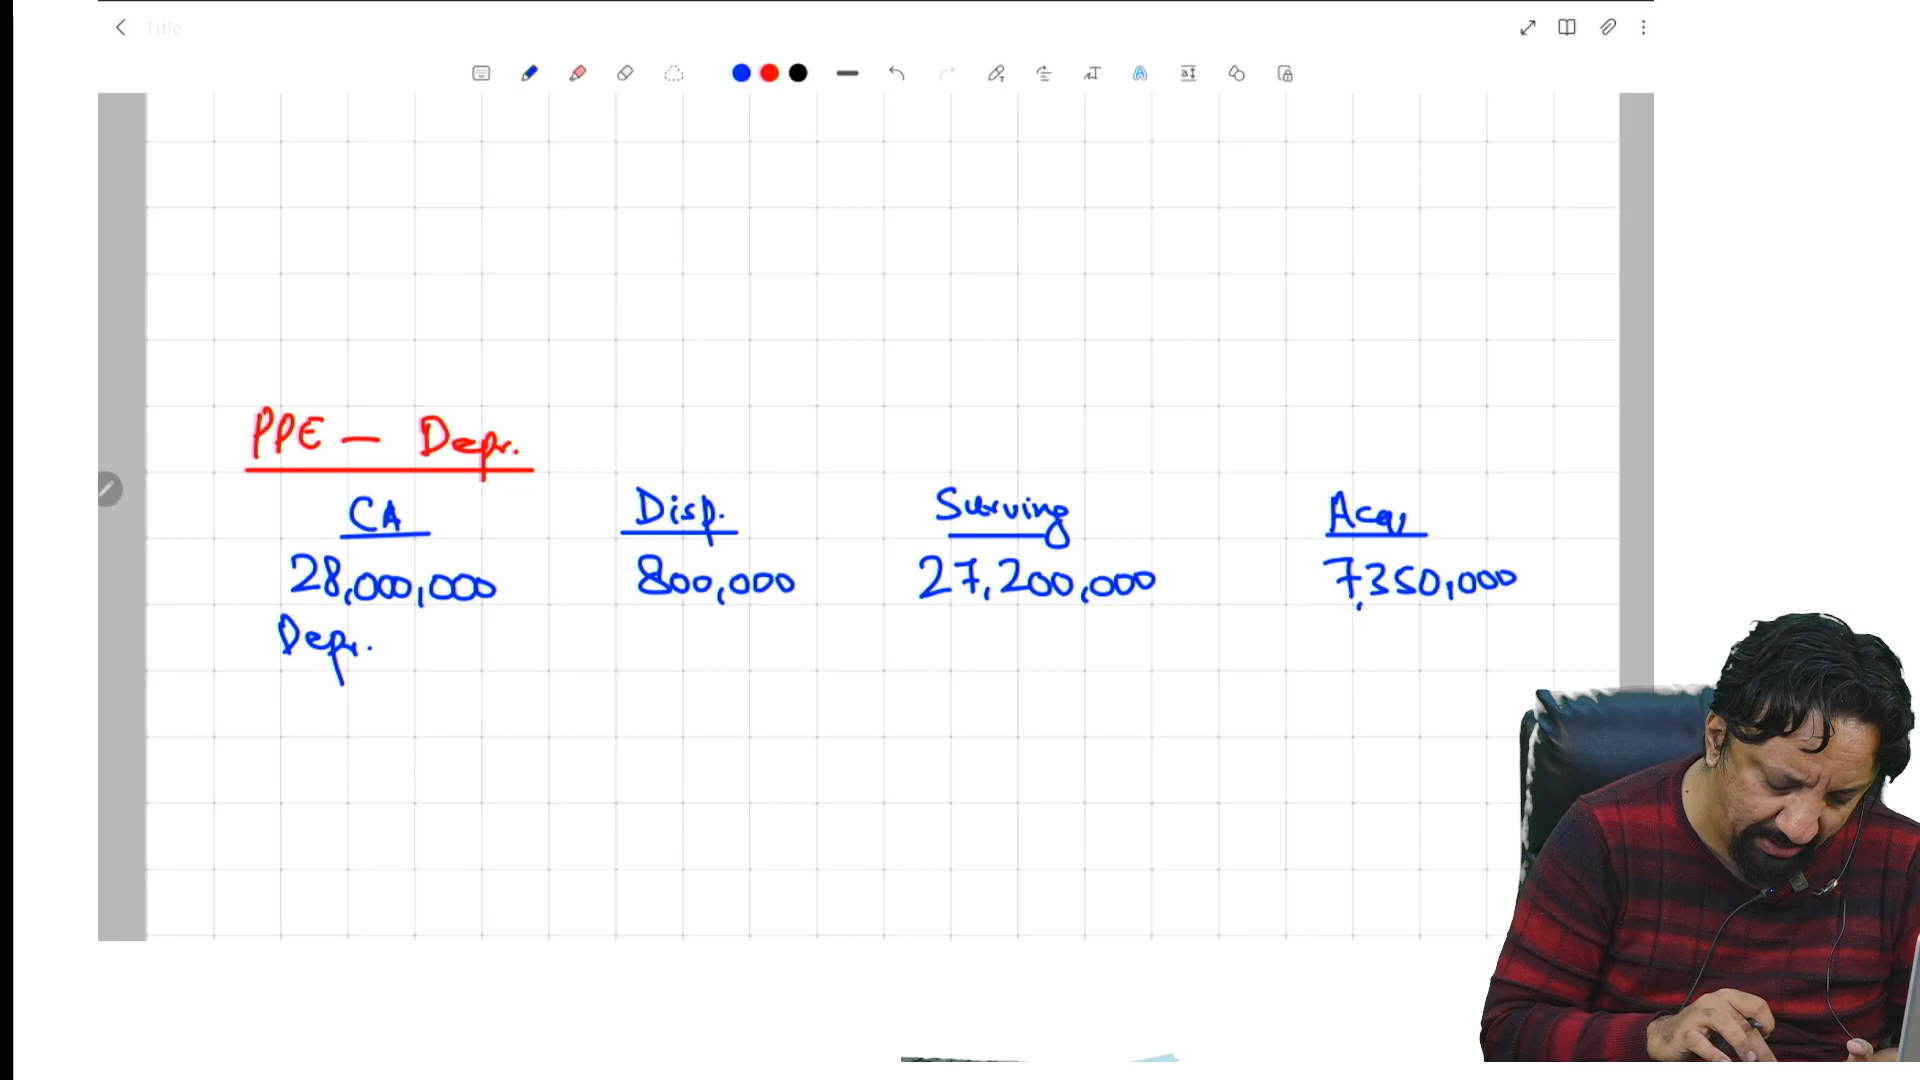 Title
PPE — Depr.
CA Disp. Surving Acq,
28,000,000 800,000 27,200,000 7,350,000
Depr.